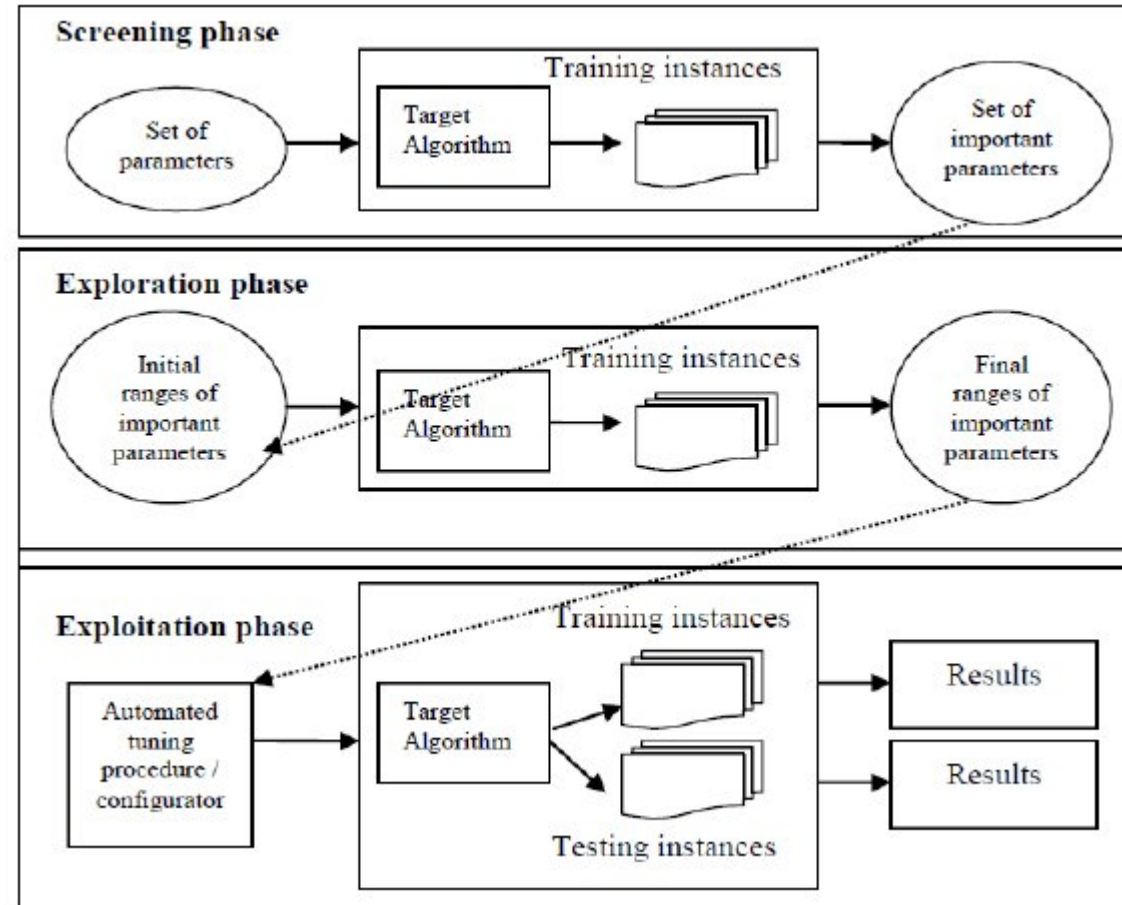 Screening phase
Training instances
Set of
parameters
Target
Algorithm
Set of
important
parameters
Exploration phase
Training instances
Initial
ranges of
important
parameters
Target
Algorithm
Final
ranges of
important
parameters
Exploitation phase
Training instances
Automated
tuning
procedure /
configurator
Target
Algorithm
Testing instances
Results
Results